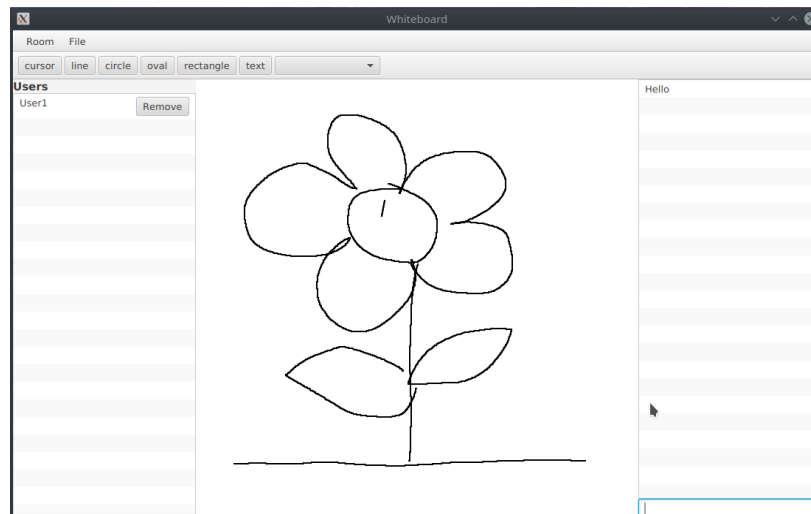 Whiteboard
Room File
cursor line circle oval rectangle text
Users
User1 Remove
Hello